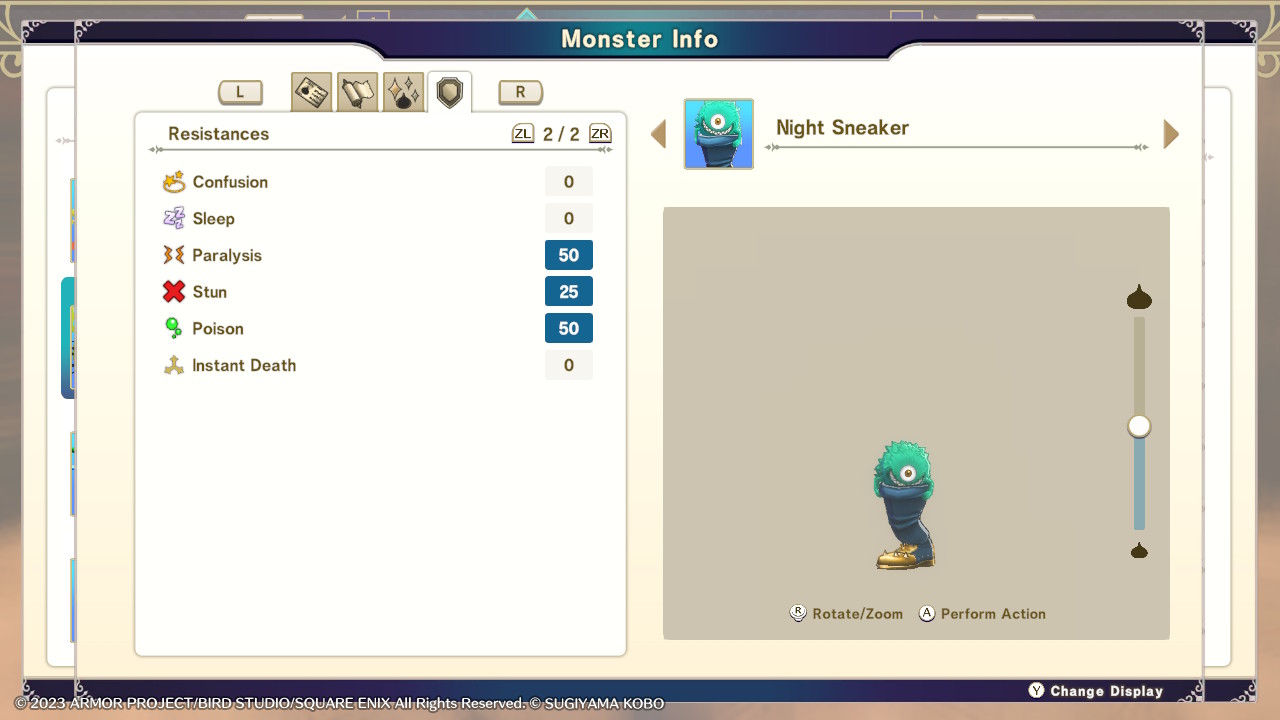 Monster Info
L
R
Resistances
ZL 2 / 2 ZR
Night Sneaker
Confusion 0
Sleep 0
Paralysis 50
Stun 25
Poison 50
Instant Death 0
R Rotate/Zoom A Perform Action
Y Change Display
© 2023 ARMOR PROJECT/BIRD STUDIO/SQUARE ENIX All Rights Reserved. © SUGIYAMA KOBO